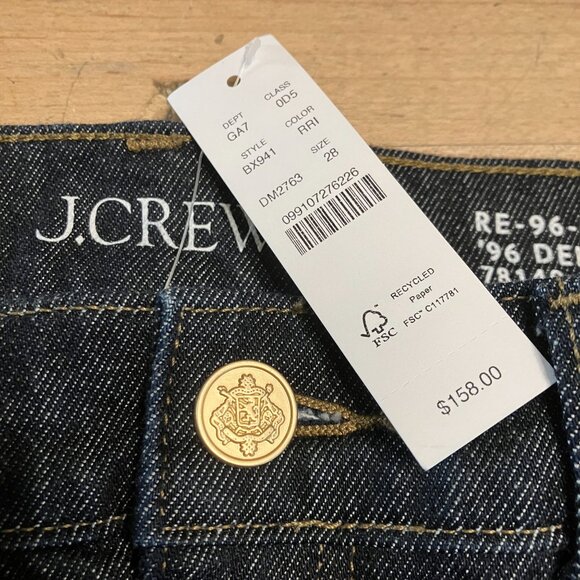 DEPT CLASS
GA7 0D5
STYLE COLOR
BX941 RRI
SIZE
DM2763 28
099107276226
RECYCLED
Paper
FSC
FSC® C117781
$158.00
J.CREW
RE-96-
'96 DE